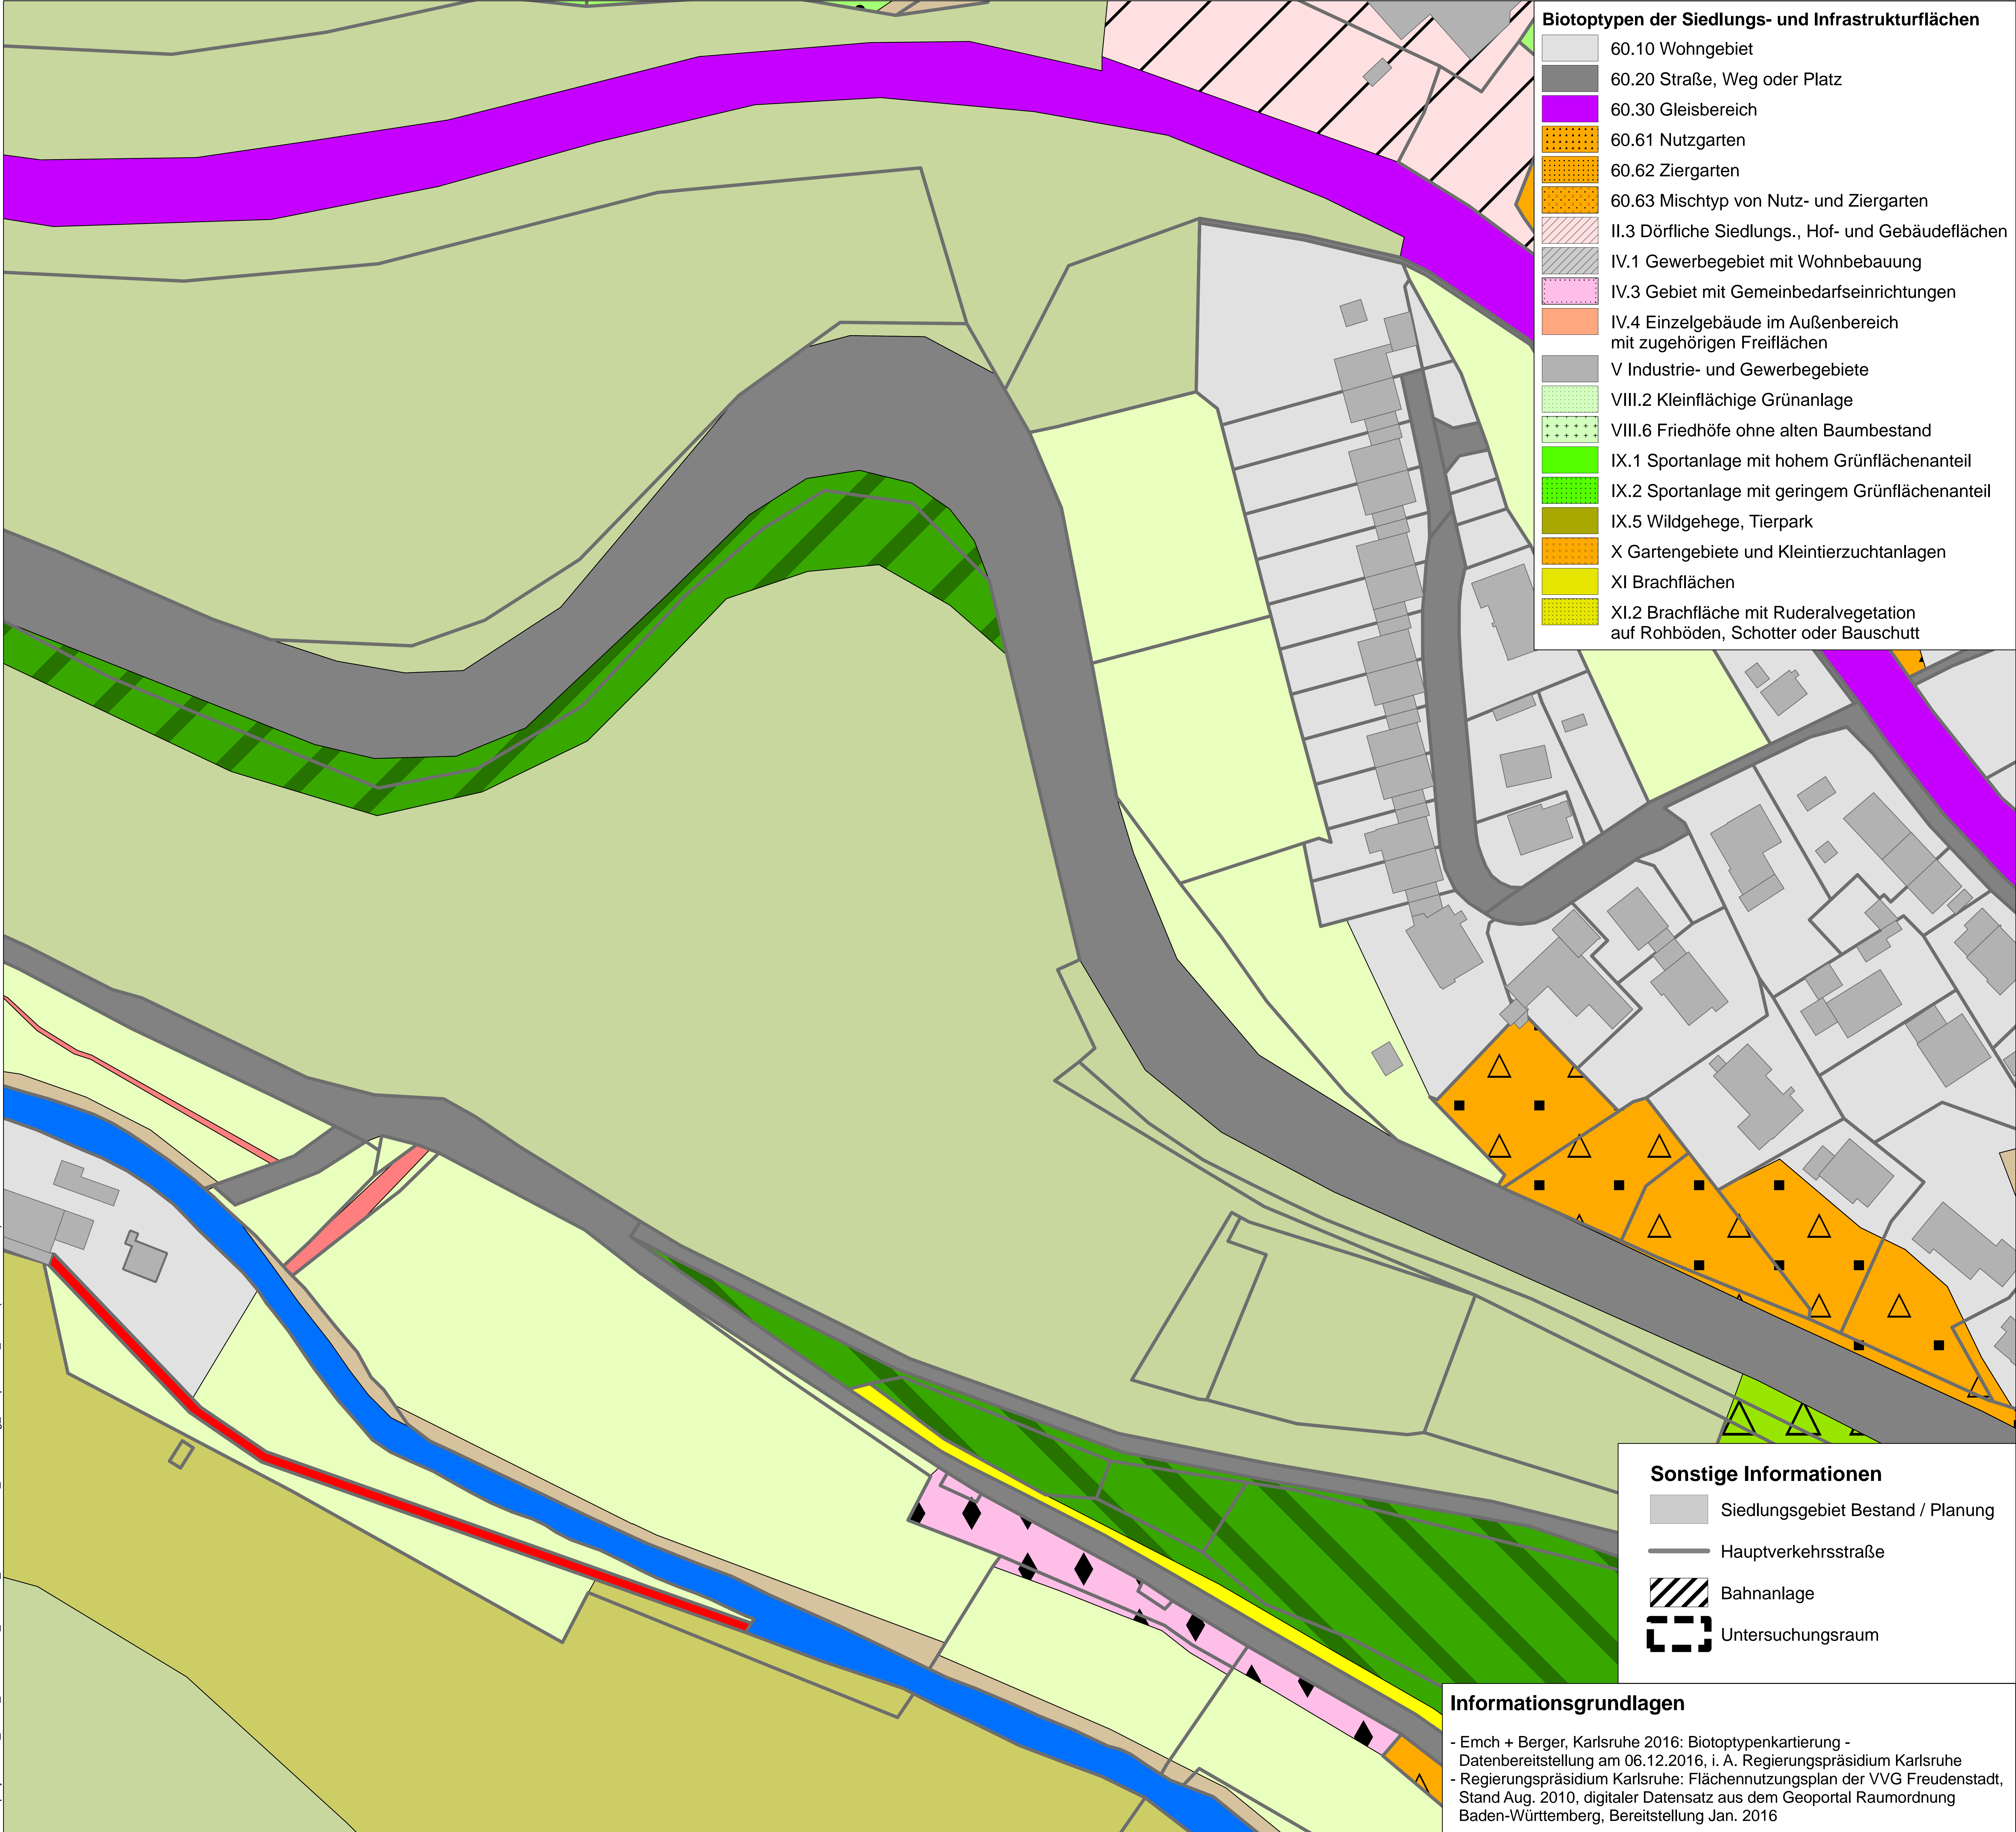 Biotoptypen der Siedlungs- und Infrastrukturflächen
60.10 Wohngebiet
60.20 Straße, Weg oder Platz
60.30 Gleisbereich
60.61 Nutzgarten
60.62 Ziergarten
60.63 Mischtyp von Nutz- und Ziergarten
II.3 Dörfliche Siedlungs., Hof- und Gebäudeflächen
IV.1 Gewerbegebiet mit Wohnbebauung
IV.3 Gebiet mit Gemeinbedarfseinrichtungen
IV.4 Einzelgebäude im Außenbereich
mit zugehörigen Freiflächen
V Industrie- und Gewerbegebiete
VIII.2 Kleinflächige Grünanlage
VIII.6 Friedhöfe ohne alten Baumbestand
IX.1 Sportanlage mit hohem Grünflächenanteil
IX.2 Sportanlage mit geringem Grünflächenanteil
IX.5 Wildgehege, Tierpark
X Gartengebiete und Kleintierzuchtanlagen
XI Brachflächen
XI.2 Brachfläche mit Ruderalvegetation
auf Rohböden, Schotter oder Bauschutt
Sonstige Informationen
Siedlungsgebiet Bestand / Planung
Hauptverkehrsstraße
Bahnanlage
Untersuchungsraum
Informationsgrundlagen
- Emch + Berger, Karlsruhe 2016: Biotoptypenkartierung -
Datenbereitstellung am 06.12.2016, i. A. Regierungspräsidium Karlsruhe
- Regierungspräsidium Karlsruhe: Flächennutzungsplan der VVG Freudenstadt,
Stand Aug. 2010, digitaler Datensatz aus dem Geoportal Raumordnung
Baden-Württemberg, Bereitstellung Jan. 2016